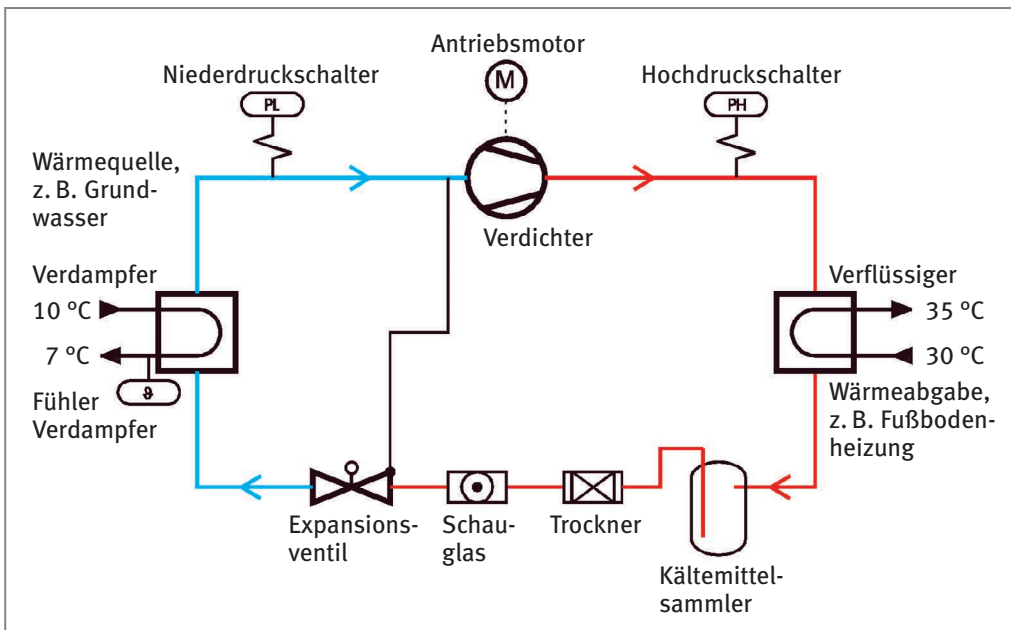 Antriebsmotor
Niederdruckschalter
M
Hochdruckschalter
PL
PH
Wärmequelle,
z. B. Grund-
wasser
Verdichter
Verdampfer
10 °C
7 °C
Fühler
Verdampfer
ϑ
Verflüssiger
35 °C
30 °C
Wärmeabgabe,
z. B. Fußboden-
heizung
Expansions-
ventil
Schau-
glas
Trockner
Kältemittel-
sammler